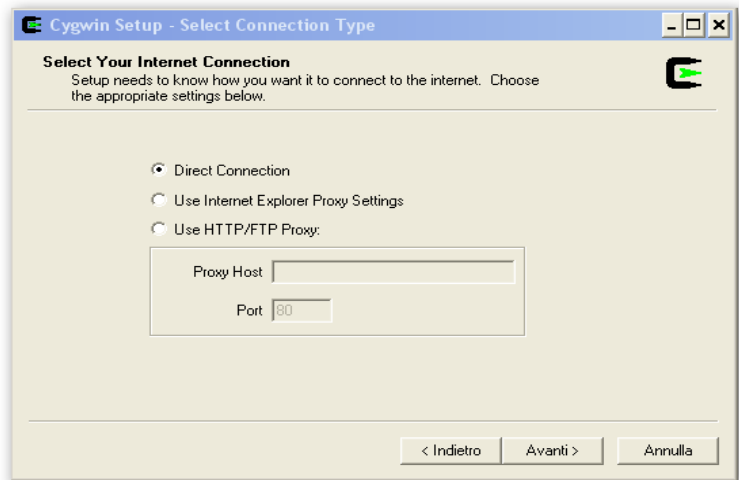 Cygwin Setup - Select Connection Type
Select Your Internet Connection
Setup needs to know how you want it to connect to the internet. Choose
the appropriate settings below.
Direct Connection
Use Internet Explorer Proxy Settings
Use HTTP/FTP Proxy:
Proxy Host
Port 80
< Indietro Avanti > Annulla